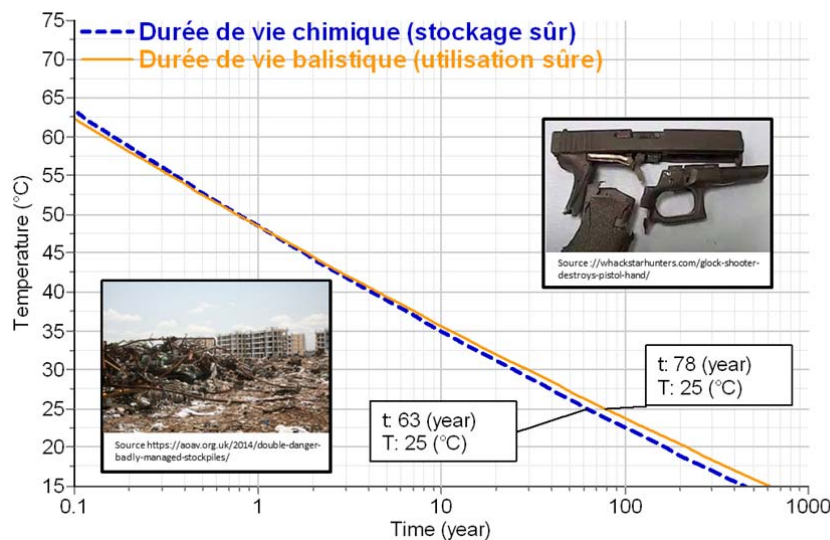 75
70
65
60
55
50
45
40
35
30
25
20
15
Temperature (°C)
Durée de vie chimique (stockage sûr)
Durée de vie balistique (utilisation sûre)
Source ://whackstarhunters.com/glock-shooter-
destroys-pistol-hand/
Source https://aoav.org.uk/2014/double-danger-
badly-managed-stockpiles/
t: 63 (year)
T: 25 (°C)
t: 78 (year)
T: 25 (°C)
0.1 1 10 100 1000
Time (year)